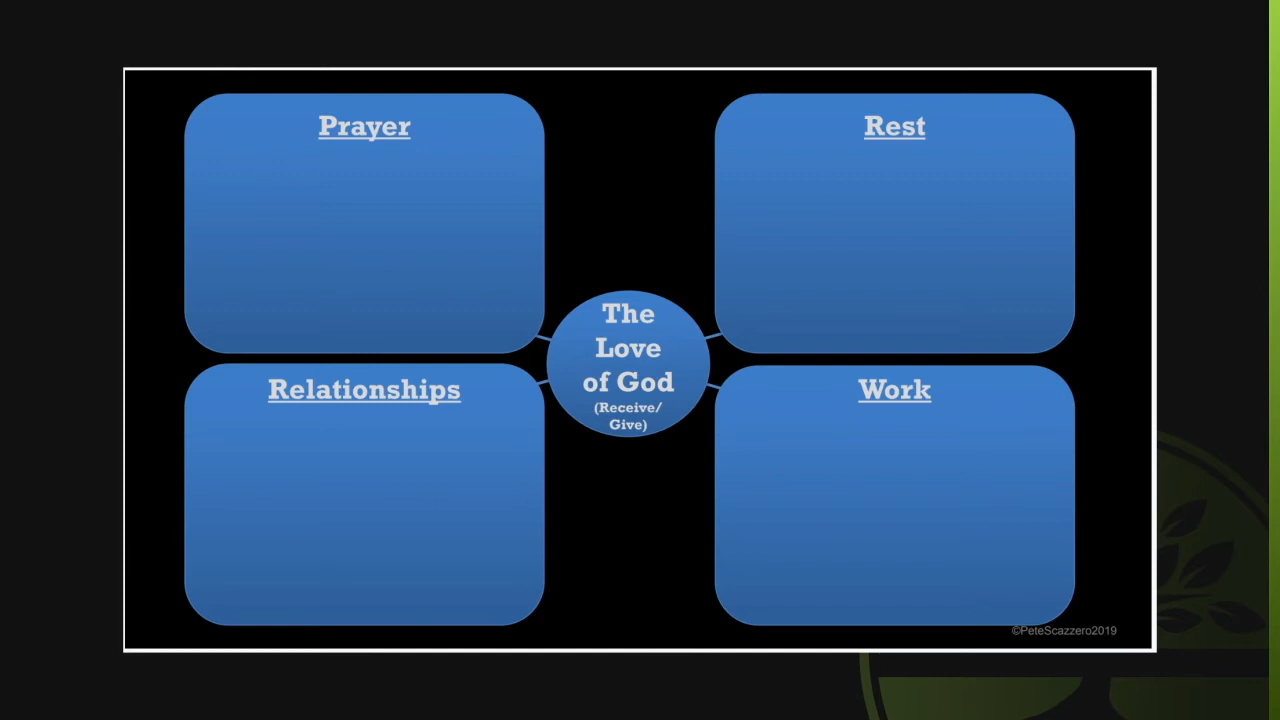 Prayer
Rest
The
Love
of God
(Receive/
Give)
Relationships
Work
©PeteScazzero2019